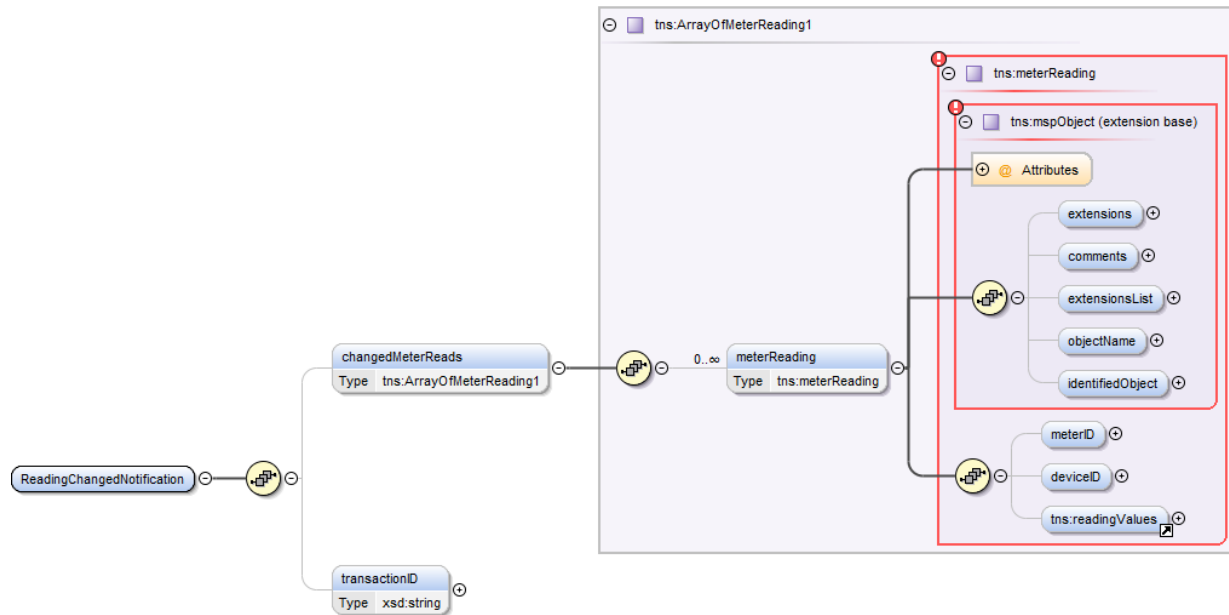 tns:ArrayOfMeterReading1
tns:meterReading
tns:mspObject (extension base)
@ Attributes
extensions
comments
extensionsList
objectName
identifiedObject
changedMeterReads
Type tns:ArrayOfMeterReading1
0..∞
meterReading
Type tns:meterReading
meterID
deviceID
tns:readingValues
ReadingChangedNotification
transactionID
Type xsd:string